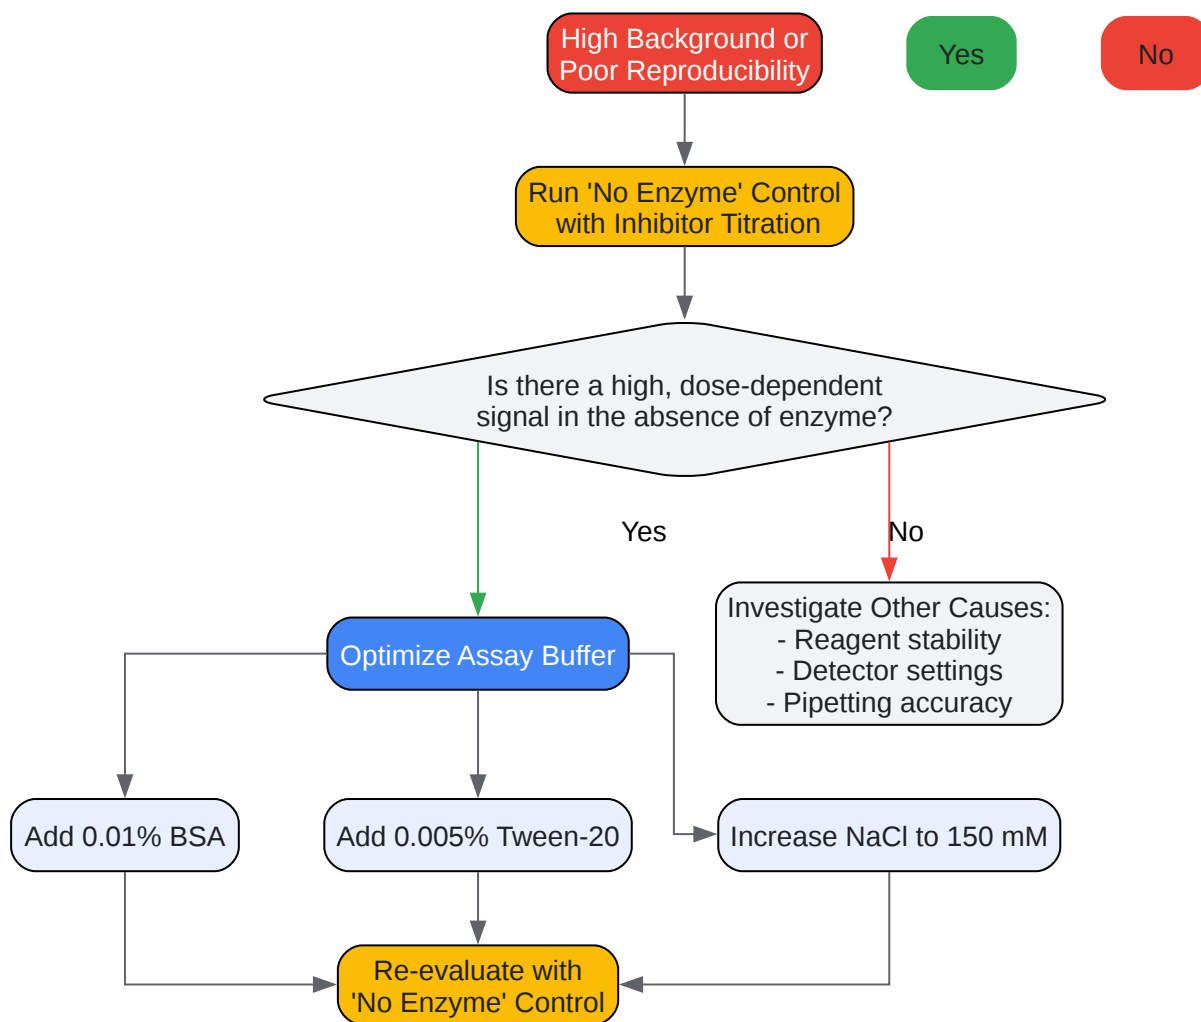 High Background or
Poor Reproducibility
Yes
No
Run 'No Enzyme' Control
with Inhibitor Titration
Is there a high, dose-dependent
signal in the absence of enzyme?
Yes
No
Investigate Other Causes:
- Reagent stability
- Detector settings
- Pipetting accuracy
Optimize Assay Buffer
Add 0.01% BSA
Add 0.005% Tween-20
Increase NaCl to 150 mM
Re-evaluate with
'No Enzyme' Control